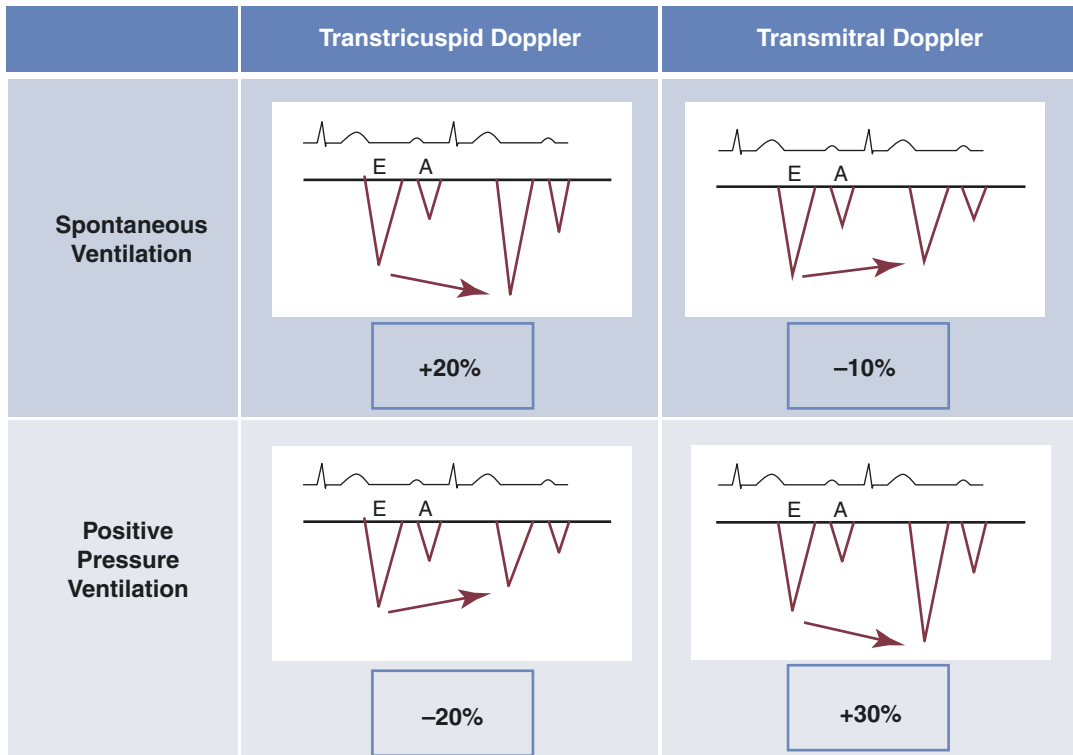 Transtricuspid Doppler
Transmitral Doppler
Spontaneous
Ventilation
E A
+20%
E A
–10%
Positive
Pressure
Ventilation
E A
–20%
E A
+30%